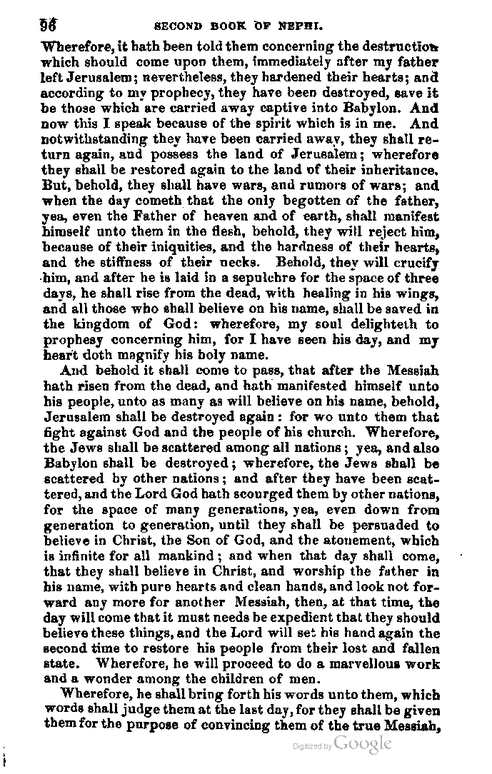 96 SECOND BOOK OF NEPHI.
Wherefore, it hath been told them concerning the destruction
which should come upon them, immediately after my father
left Jerusalem; nevertheless, they hardened their hearts; and
according to my prophecy, they have been destroyed, save it
be those which are carried away captive into Babylon. And
now this I speak because of the spirit which is in me. And
notwithstanding they have been carried away, they shall re-
turn again, and possess the land of Jerusalem; wherefore
they shall be restored again to the land of their inheritance.
But, behold, they shall have wars, and rumors of wars; and
when the day cometh that the only begotten of the father,
yea, even the Father of heaven and of earth, shall manifest
himself unto them in the flesh, behold, they will reject him,
because of their iniquities, and the hardness of their hearts,
and the stiffness of their necks. Behold, they will crucify
him, and after he is laid in a sepulchre for the space of three
days, he shall rise from the dead, with healing in his wings,
and all those who shall believe on his name, shall be saved in
the kingdom of God: wherefore, my soul delighteth to
prophesy concerning him, for I have seen his day, and my
heart doth magnify his holy name.
And behold it shall come to pass, that after the Messiah
hath risen from the dead, and hath manifested himself unto
his people, unto as many as will believe on his name, behold,
Jerusalem shall be destroyed again: for wo unto them that
fight against God and the people of his church. Wherefore,
the Jews shall be scattered among all nations; yea, and also
Babylon shall be destroyed; wherefore, the Jews shall be
scattered by other nations; and after they have been scat-
tered, and the Lord God hath scourged them by other nations,
for the space of many generations, yea, even down from
generation to generation, until they shall be persuaded to
believe in Christ, the Son of God, and the atonement, which
is infinite for all mankind; and when that day shall come,
that they shall believe in Christ, and worship the father in
his name, with pure hearts and clean hands, and look not for-
ward any more for another Messiah, then, at that time, the
day will come that it must needs be expedient that they should
believe these things, and the Lord will set his hand again the
second time to restore his people from their lost and fallen
state. Wherefore, he will proceed to do a marvellous work
and a wonder among the children of men.
Wherefore, he shall bring forth his words unto them, which
words shall judge them at the last day, for they shall be given
them for the purpose of convincing them of the true Messiah,
Digitized by Google